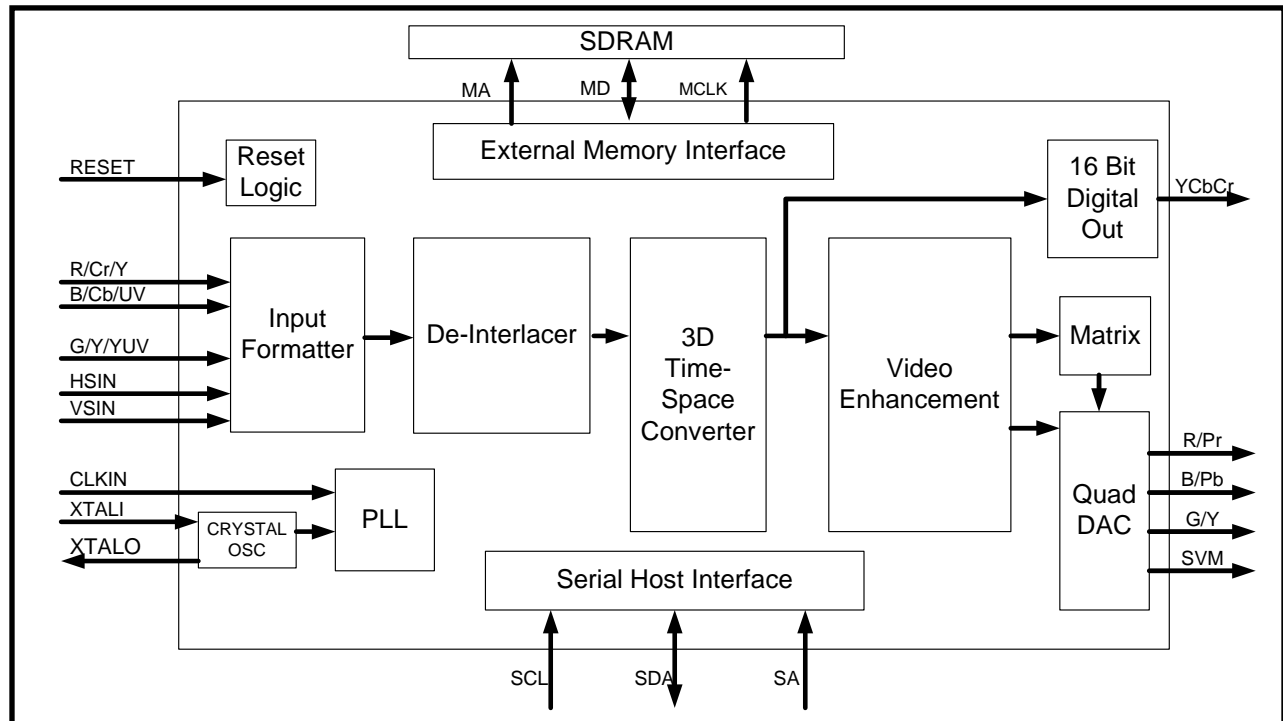 SDRAM
MA
MD
MCLK
External Memory Interface
RESET
Reset
Logic
16 Bit
Digital
Out
YCbCr
R/Cr/Y
B/Cb/UV
G/Y/YUV
HSIN
VSIN
Input
Formatter
De-Interlacer
3D
Time-
Space
Converter
Video
Enhancement
Matrix
CLKIN
XTALI
XTALO
CRYSTAL
OSC
PLL
Quad
DAC
R/Pr
B/Pb
G/Y
SVM
Serial Host Interface
SCL
SDA
SA